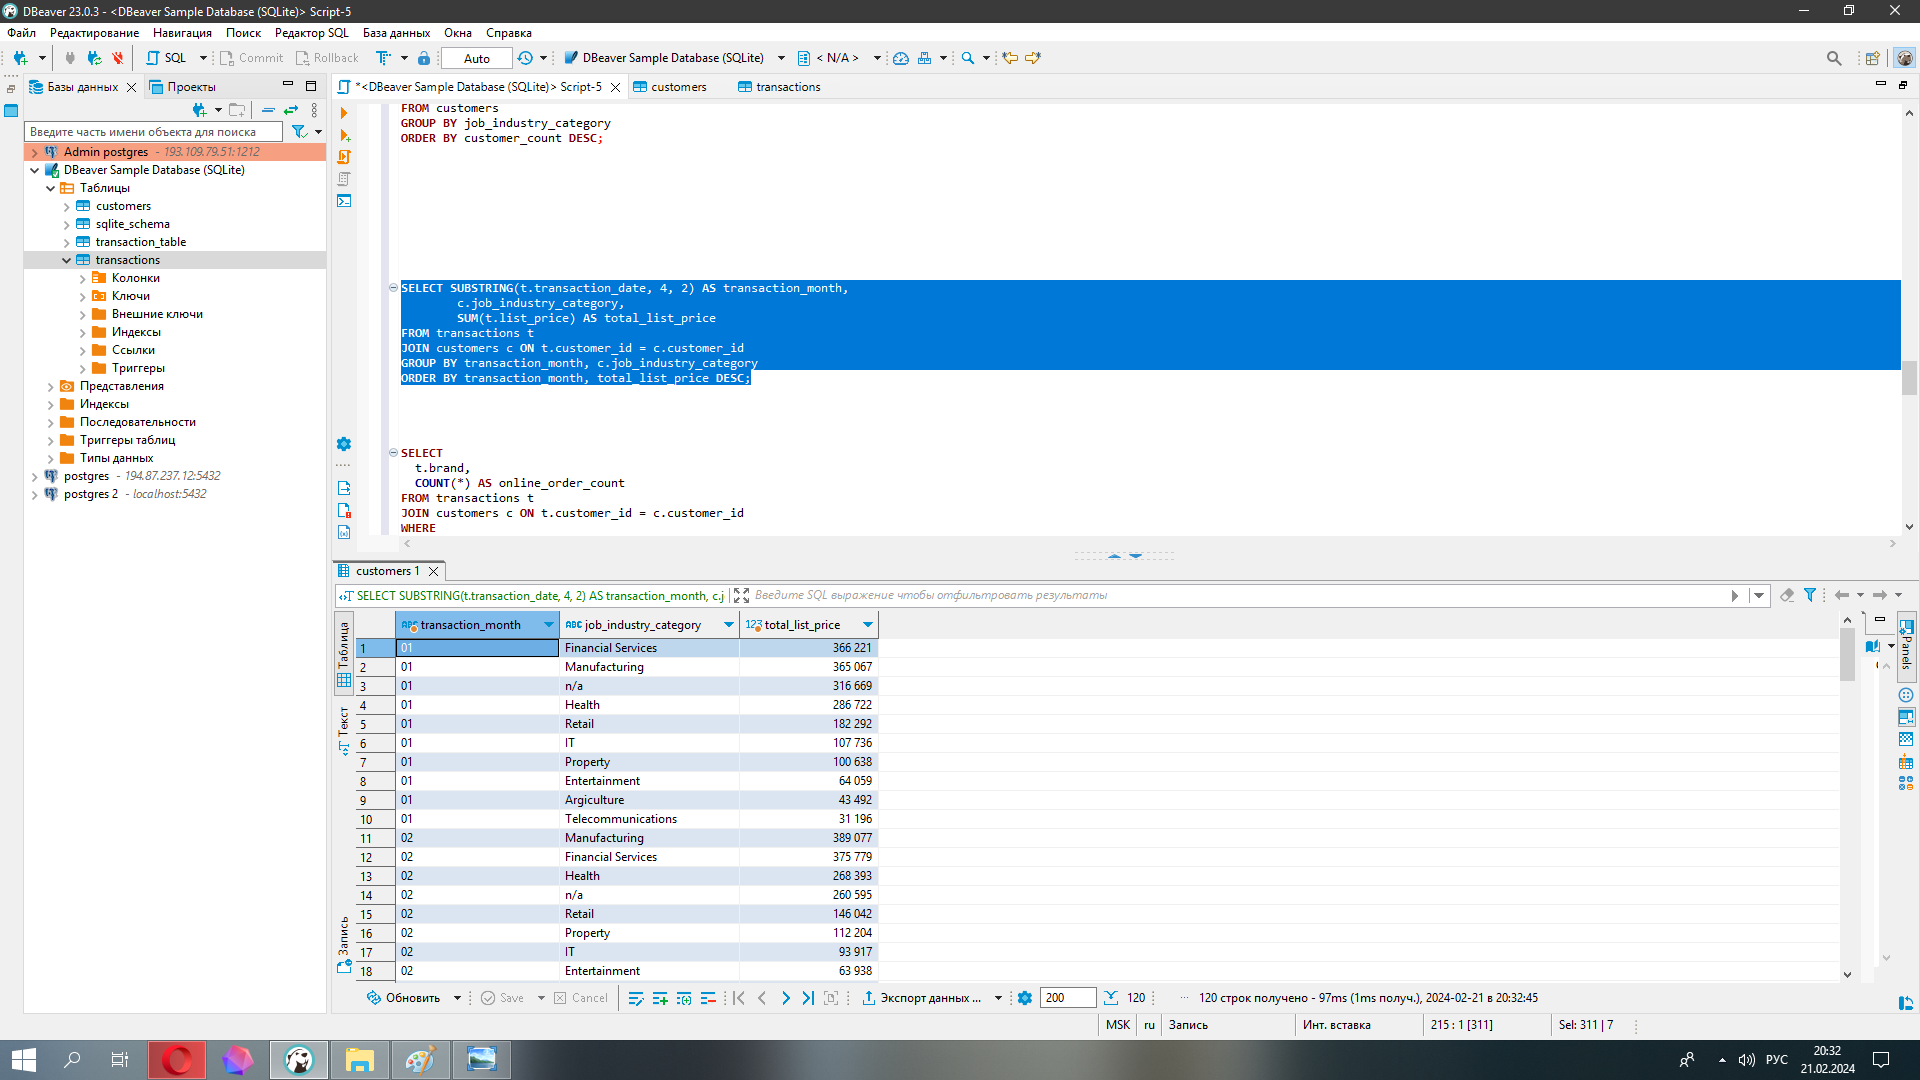 DBeaver 23.0.3 - <DBeaver Sample Database (SQLite)> Script-5
Файл Редактирование Навигация Поиск Редактор SQL База данных Окна Справка
SQL Commit Rollback Auto DBeaver Sample Database (SQLite) < N/A >
Базы данных Проекты
*<DBeaver Sample Database (SQLite)> Script-5 customers transactions
Введите часть имени объекта для поиска
Admin postgres - 193.109.79.51:1212
DBeaver Sample Database (SQLite)
Таблицы
customers
sqlite_schema
transaction_table
transactions
Колонки
Ключи
Внешние ключи
Индексы
Ссылки
Триггеры
Представления
Индексы
Последовательности
Триггеры таблиц
Типы данных
postgres - 194.87.237.12:5432
postgres 2 - localhost:5432
FROM customers
GROUP BY job_industry_category
ORDER BY customer_count DESC;
SELECT SUBSTRING(t.transaction_date, 4, 2) AS transaction_month,
c.job_industry_category,
SUM(t.list_price) AS total_list_price
FROM transactions t
JOIN customers c ON t.customer_id = c.customer_id
GROUP BY transaction_month, c.job_industry_category
ORDER BY transaction_month, total_list_price DESC;
SELECT
t.brand,
COUNT(*) AS online_order_count
FROM transactions t
JOIN customers c ON t.customer_id = c.customer_id
WHERE
customers 1
SELECT SUBSTRING(t.transaction_date, 4, 2) AS transaction_month, c.j Введите SQL выражение чтобы отфильтровать результаты
Таблица
Текст
Запись
Panels
transaction_month job_industry_category total_list_price
1 01 Financial Services 366 221
2 01 Manufacturing 365 067
3 01 n/a 316 669
4 01 Health 286 722
5 01 Retail 182 292
6 01 IT 107 736
7 01 Property 100 638
8 01 Entertainment 64 059
9 01 Argiculture 43 492
10 01 Telecommunications 31 196
11 02 Manufacturing 389 077
12 02 Financial Services 375 779
13 02 Health 268 393
14 02 n/a 260 595
15 02 Retail 146 042
16 02 Property 112 204
17 02 IT 93 917
18 02 Entertainment 63 938
Обновить Save Cancel Экспорт данных ... 200 120 120 строк получено - 97ms (1ms получ.), 2024-02-21 в 20:32:45
MSK ru Запись Инт. вставка 215 : 1 [311] Sel: 311 | 7
РУС 20:32
21.02.2024